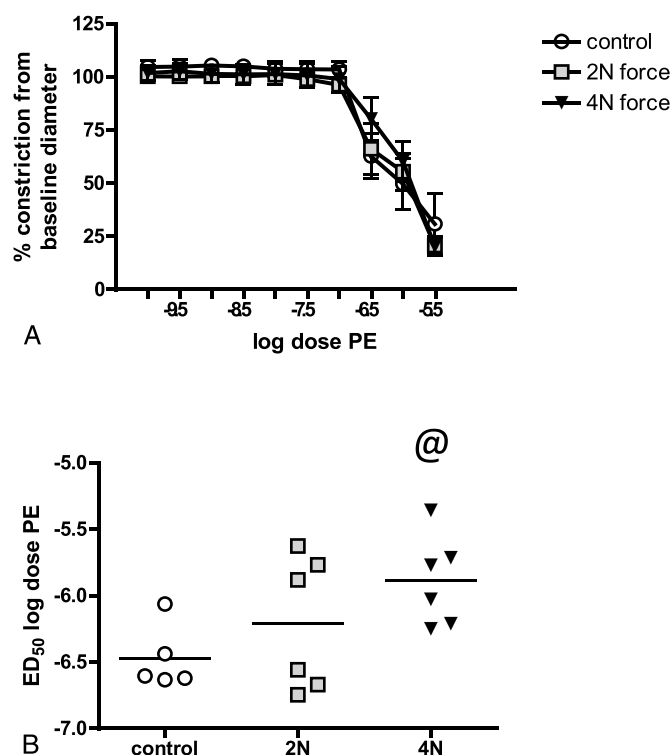 125
100
75
50
25
0
% constriction from
baseline diameter
-9.5
-8.5
-7.5
-6.5
-5.5
log dose PE
control
2N force
4N force
A
@
-5.0
-5.5
-6.0
-6.5
-7.0
ED50 log dose PE
control
2N
4N
B